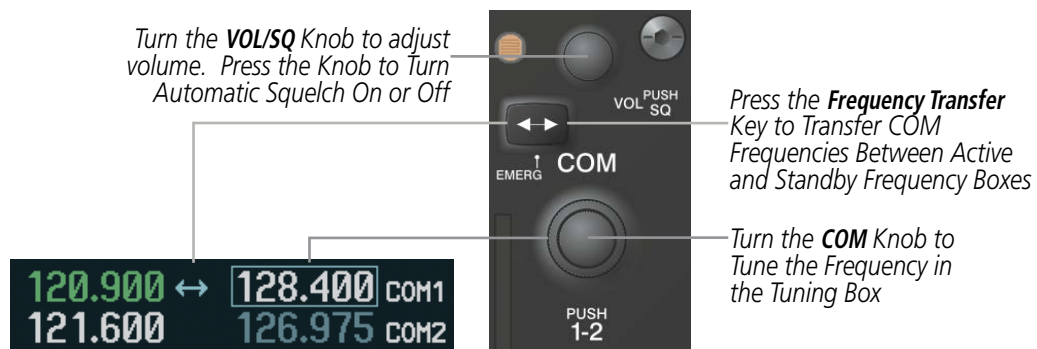 Turn the VOL/SQ Knob to adjust
volume.  Press the Knob to Turn
Automatic Squelch On or Off
VOL PUSH SQ
EMERG
COM
PUSH
1-2
Press the Frequency Transfer
Key to Transfer COM
Frequencies Between Active
and Standby Frequency Boxes
Turn the COM Knob to
Tune the Frequency in
the Tuning Box
120.900 ↔ 128.400 COM1
121.600 126.975 COM2